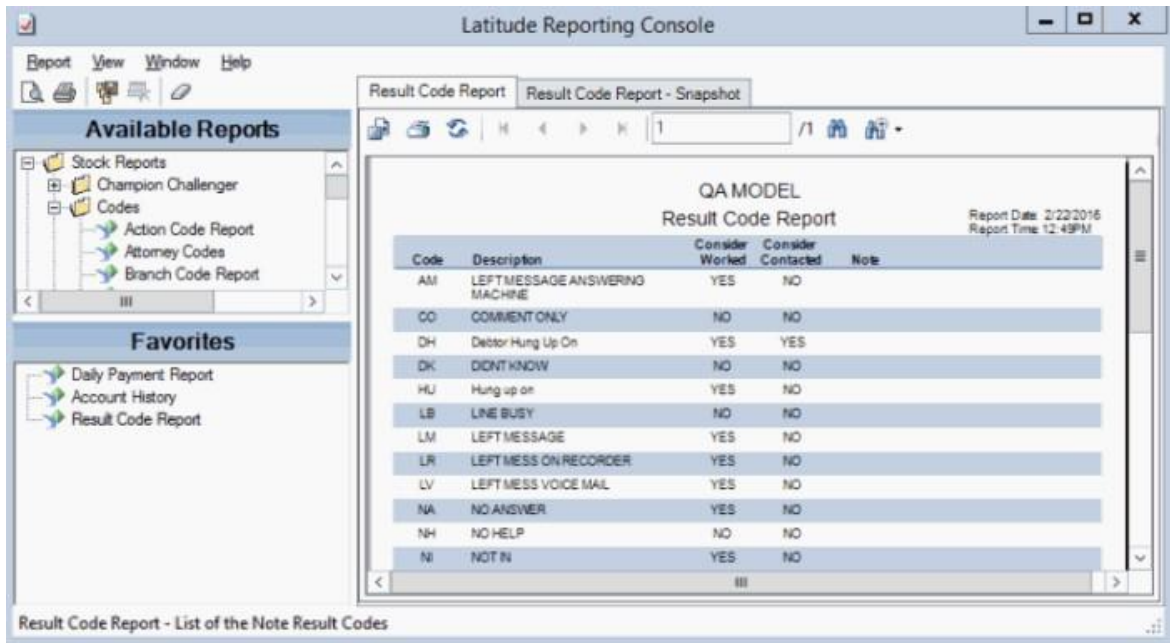 Latitude Reporting Console
Report View Window Help
Result Code Report Result Code Report - Snapshot
Available Reports
Stock Reports
Champion Challenger
Codes
Action Code Report
Attorney Codes
Branch Code Report
Favorites
Daily Payment Report
Account History
Result Code Report
1 /1
QA MODEL
Result Code Report
Report Date: 2/22/2016
Report Time: 12:49PM
Consider Consider
Code Description Worked Contacted Note
AM LEFT MESSAGE ANSWERING YES NO
MACHINE
CO COMMENT ONLY NO NO
DH Debtor Hung Up On YES YES
DK DIDNT KNOW NO NO
HU Hung up on YES NO
LB LINE BUSY NO NO
LM LEFT MESSAGE YES NO
LR LEFT MESS ON RECORDER YES NO
LV LEFT MESS VOICE MAIL YES NO
NA NO ANSWER YES NO
NH NO HELP NO NO
NI NOT IN YES NO
Result Code Report - List of the Note Result Codes